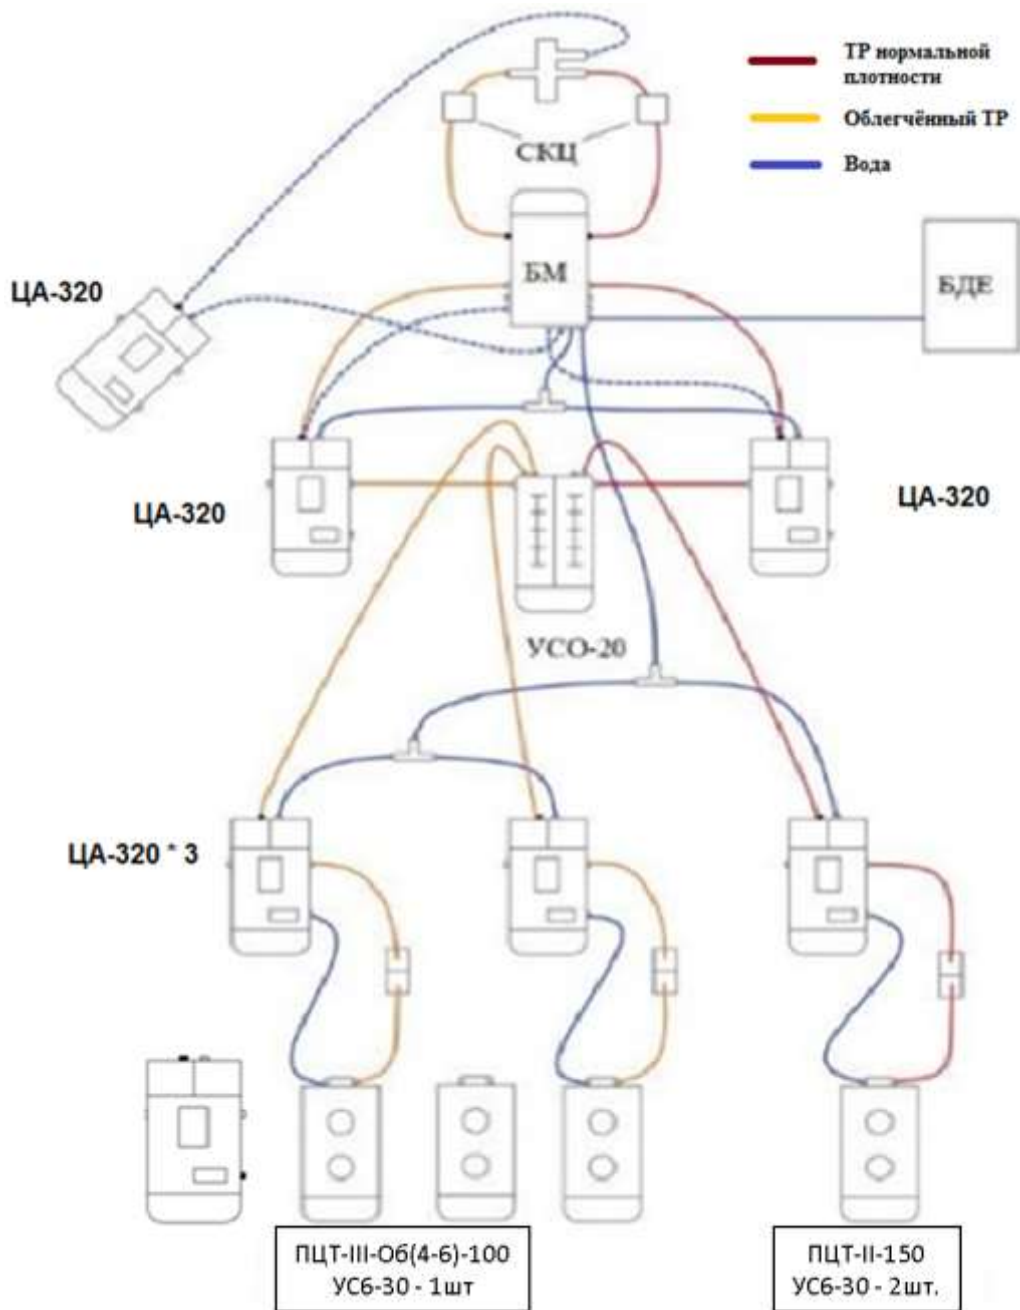 ТР нормальной
плотности
Облегчённый ТР
Вода
СКЦ
БМ
БДЕ
ЦА-320
ЦА-320
ЦА-320
УСО-20
ЦА-320 * 3
ПЦТ-III-Об(4-6)-100
УС6-30 - 1шт
ПЦТ-II-150
УС6-30 - 2шт.